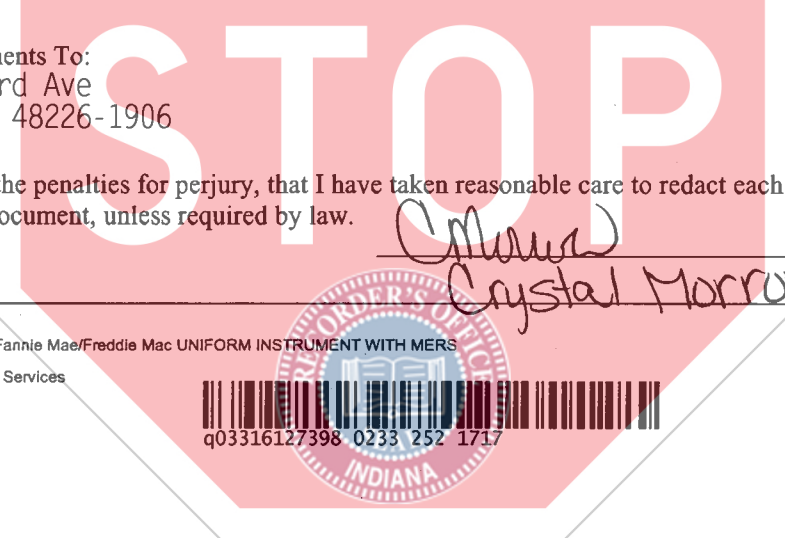 STOP
ents To:
rd Ave
48226-1906
the penalties for perjury, that I have taken reasonable care to redact each
ocument, unless required by law.
Crystal Morro
RECORDER'S OFFICE
Fannie Mae/Freddie Mac UNIFORM INSTRUMENT WITH MERS
Services
q03316127398 0233 252 1717
INDIANA